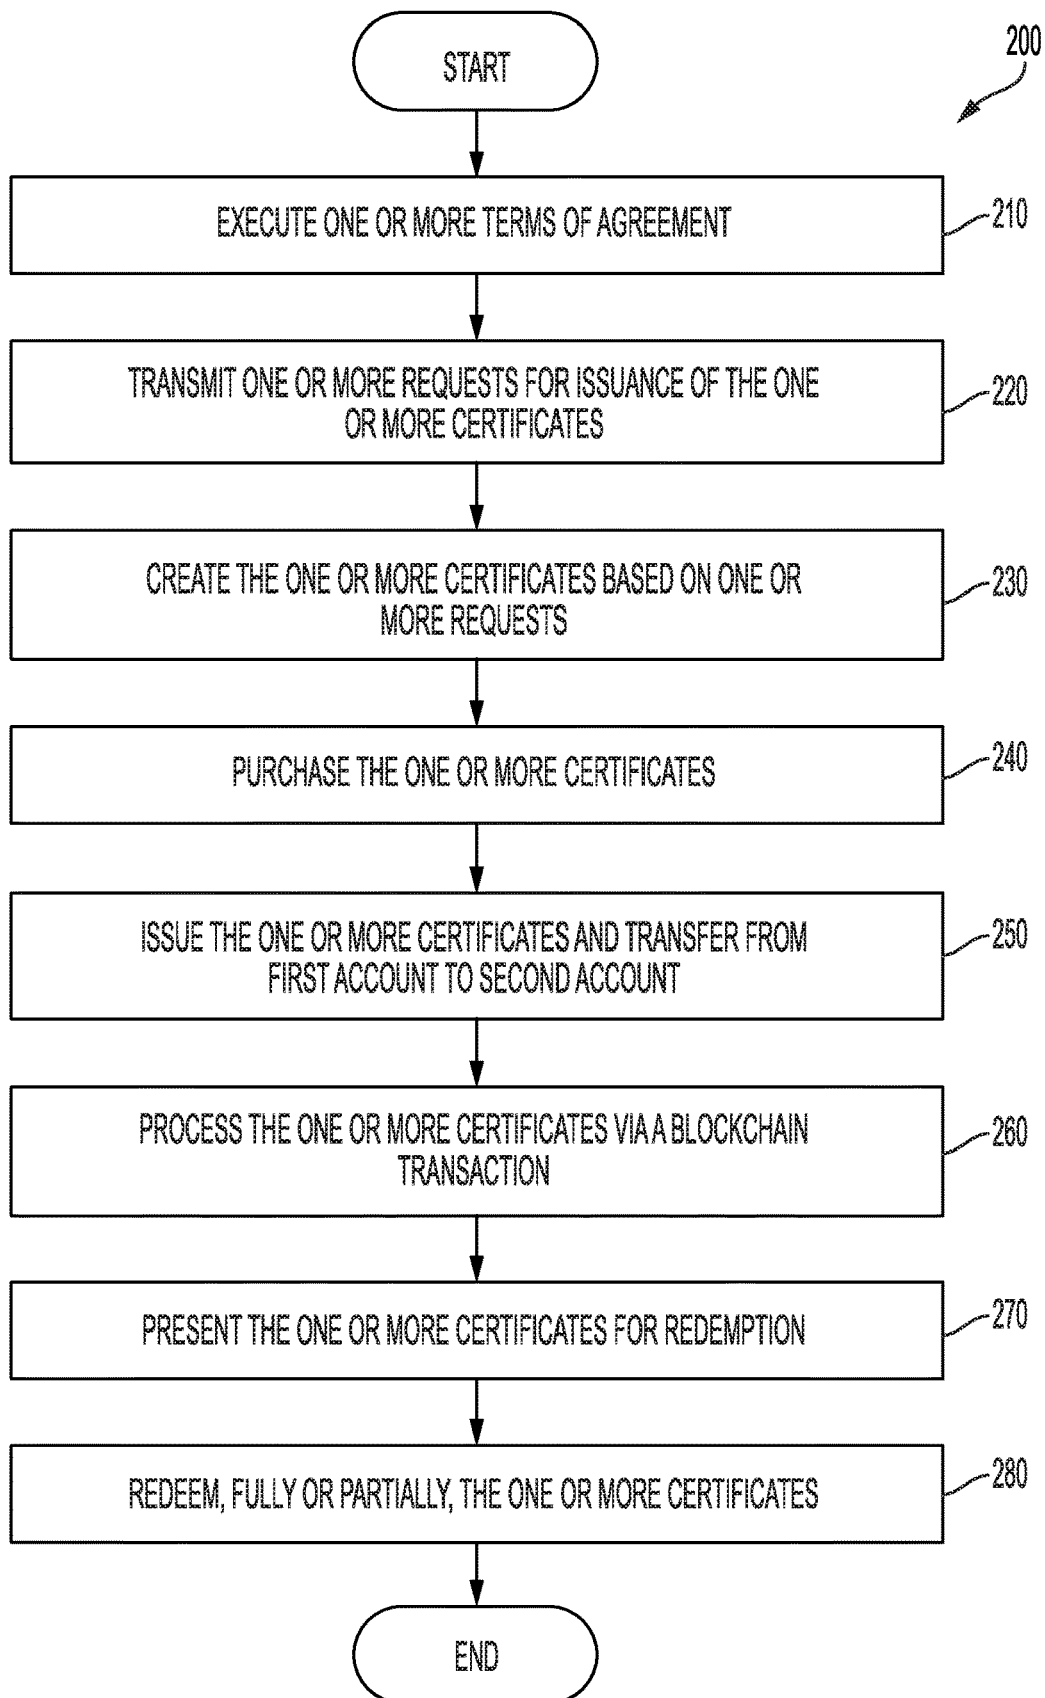 START
200
EXECUTE ONE OR MORE TERMS OF AGREEMENT
210
TRANSMIT ONE OR MORE REQUESTS FOR ISSUANCE OF THE ONE
OR MORE CERTIFICATES
220
CREATE THE ONE OR MORE CERTIFICATES BASED ON ONE OR
MORE REQUESTS
230
PURCHASE THE ONE OR MORE CERTIFICATES
240
ISSUE THE ONE OR MORE CERTIFICATES AND TRANSFER FROM
FIRST ACCOUNT TO SECOND ACCOUNT
250
PROCESS THE ONE OR MORE CERTIFICATES VIA A BLOCKCHAIN
TRANSACTION
260
PRESENT THE ONE OR MORE CERTIFICATES FOR REDEMPTION
270
REDEEM, FULLY OR PARTIALLY, THE ONE OR MORE CERTIFICATES
280
END